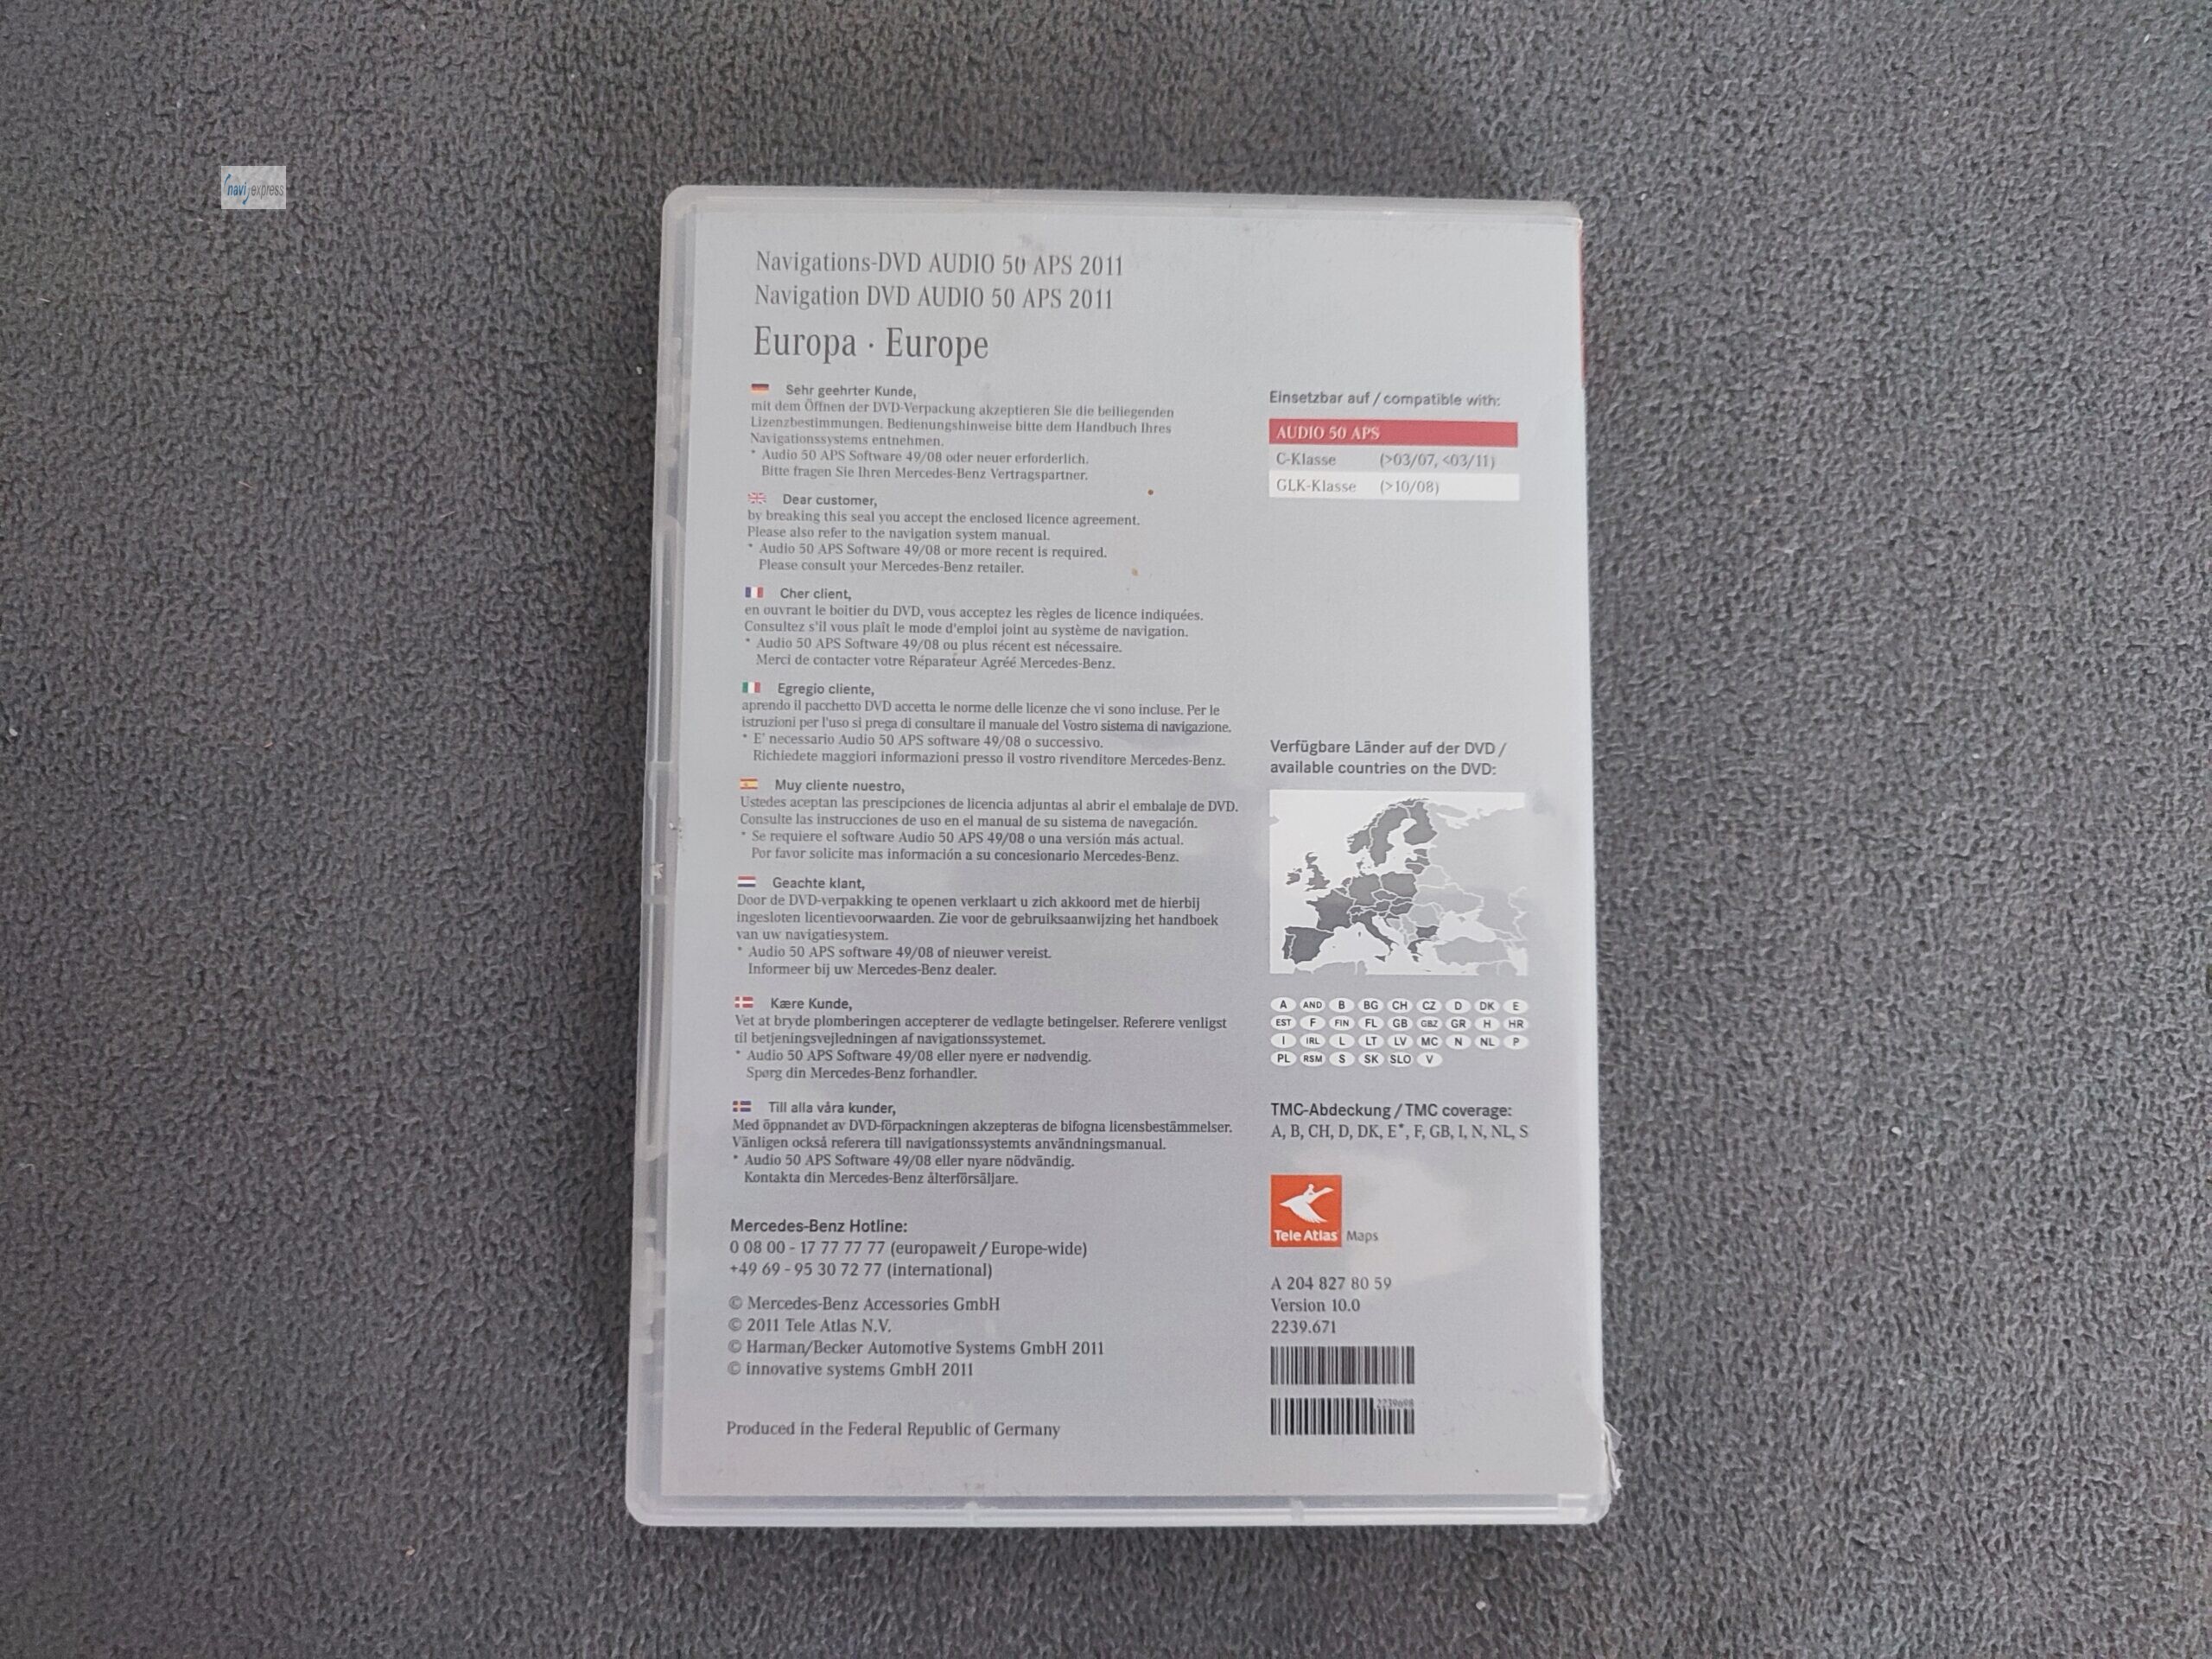 navi express
Navigations-DVD AUDIO 50 APS 2011
Navigation DVD AUDIO 50 APS 2011
Europa · Europe
Sehr geehrter Kunde,
mit dem Öffnen der DVD-Verpackung akzeptieren Sie die beiliegenden
Lizenzbestimmungen. Bedienungshinweise bitte dem Handbuch Ihres
Navigationssystems entnehmen.
* Audio 50 APS Software 49/08 oder neuer erforderlich.
Bitte fragen Sie Ihren Mercedes-Benz Vertragspartner.
Dear customer,
by breaking this seal you accept the enclosed licence agreement.
Please also refer to the navigation system manual.
* Audio 50 APS Software 49/08 or more recent is required.
Please consult your Mercedes-Benz retailer.
Cher client,
en ouvrant le boitier du DVD, vous acceptez les règles de licence indiquées.
Consultez s'il vous plaît le mode d'emploi joint au système de navigation.
* Audio 50 APS Software 49/08 ou plus récent est nécessaire.
Merci de contacter votre Réparateur Agréé Mercedes-Benz.
Egregio cliente,
aprendo il pacchetto DVD accetta le norme delle licenze che vi sono incluse. Per le
istruzioni per l'uso si prega di consultare il manuale del Vostro sistema di navigazione.
* E' necessario Audio 50 APS software 49/08 o successivo.
Richiedete maggiori informazioni presso il vostro rivenditore Mercedes-Benz.
Muy cliente nuestro,
Ustedes aceptan las prescipciones de licencia adjuntas al abrir el embalaje de DVD.
Consulte las instrucciones de uso en el manual de su sistema de navegación.
* Se requiere el software Audio 50 APS 49/08 o una versión más actual.
Por favor solicite mas información a su concesionario Mercedes-Benz.
Geachte klant,
Door de DVD-verpakking te openen verklaart u zich akkoord met de hierbij
ingesloten licentievoorwaarden. Zie voor de gebruiksaanwijzing het handboek
van uw navigatiesystem.
* Audio 50 APS software 49/08 of nieuwer vereist.
Informeer bij uw Mercedes-Benz dealer.
Kære Kunde,
Vet at bryde plomberingen accepterer de vedlagte betingelser. Referere venligst
til betjeningsvejledningen af navigationssystemet.
* Audio 50 APS Software 49/08 eller nyere er nødvendig.
Spørg din Mercedes-Benz forhandler.
Till alla våra kunder,
Med öppnandet av DVD-förpackningen akzepteras de bifogna licensbestämmelser.
Vänligen också referera till navigationssystemts användningsmanual.
* Audio 50 APS Software 49/08 eller nyare nödvändig.
Kontakta din Mercedes-Benz återförsäljare.
Mercedes-Benz Hotline:
0 08 00 - 17 77 77 77 (europaweit / Europe-wide)
+49 69 - 95 30 72 77 (international)
© Mercedes-Benz Accessories GmbH
© 2011 Tele Atlas N.V.
© Harman/Becker Automotive Systems GmbH 2011
© innovative systems GmbH 2011
Produced in the Federal Republic of Germany
Einsetzbar auf / compatible with:
AUDIO 50 APS
C-Klasse (>03/07, <03/11)
GLK-Klasse (>10/08)
Verfügbare Länder auf der DVD /
available countries on the DVD:
A AND B BG CH CZ D DK E
EST F FIN FL GB GBZ GR H HR
I IRL L LT LV MC N NL P
PL RSM S SK SLO V
TMC-Abdeckung / TMC coverage:
A, B, CH, D, DK, E*, F, GB, I, N, NL, S
Tele Atlas Maps
A 204 827 80 59
Version 10.0
2239.671
2239698